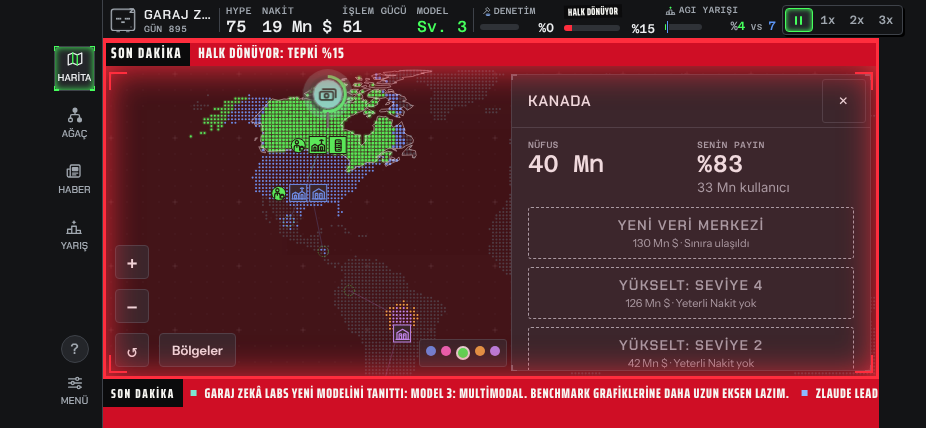 GARAJ Z...
GÜN 895
HYPE
75
NAKİT
19 Mn $
İŞLEM GÜCÜ
51
MODEL
Sv. 3
DENETİM
%0
HALK DÖNÜYOR
%15
AGI YARIŞI
%4 vs 7
1x
2x
3x
SON DAKİKA
HALK DÖNÜYOR: TEPKİ %15
HARİTA
AĞAÇ
HABER
YARIŞ
?
MENÜ
+
−
↺
Bölgeler
KANADA
×
NÜFUS
40 Mn
SENİN PAYIN
%83
33 Mn kullanıcı
YENİ VERİ MERKEZİ
130 Mn $ · Sınıra ulaşıldı
YÜKSELT: SEVİYE 4
126 Mn $ · Yeterli Nakit yok
YÜKSELT: SEVİYE 2
42 Mn $ · Yeterli Nakit yok
SON DAKİKA
GARAJ ZEKÂ LABS YENİ MODELİNİ TANITTI: MODEL 3: MULTİMODAL. BENCHMARK GRAFİKLERİNE DAHA UZUN EKSEN LAZIM.
ZLAUDE LEAD